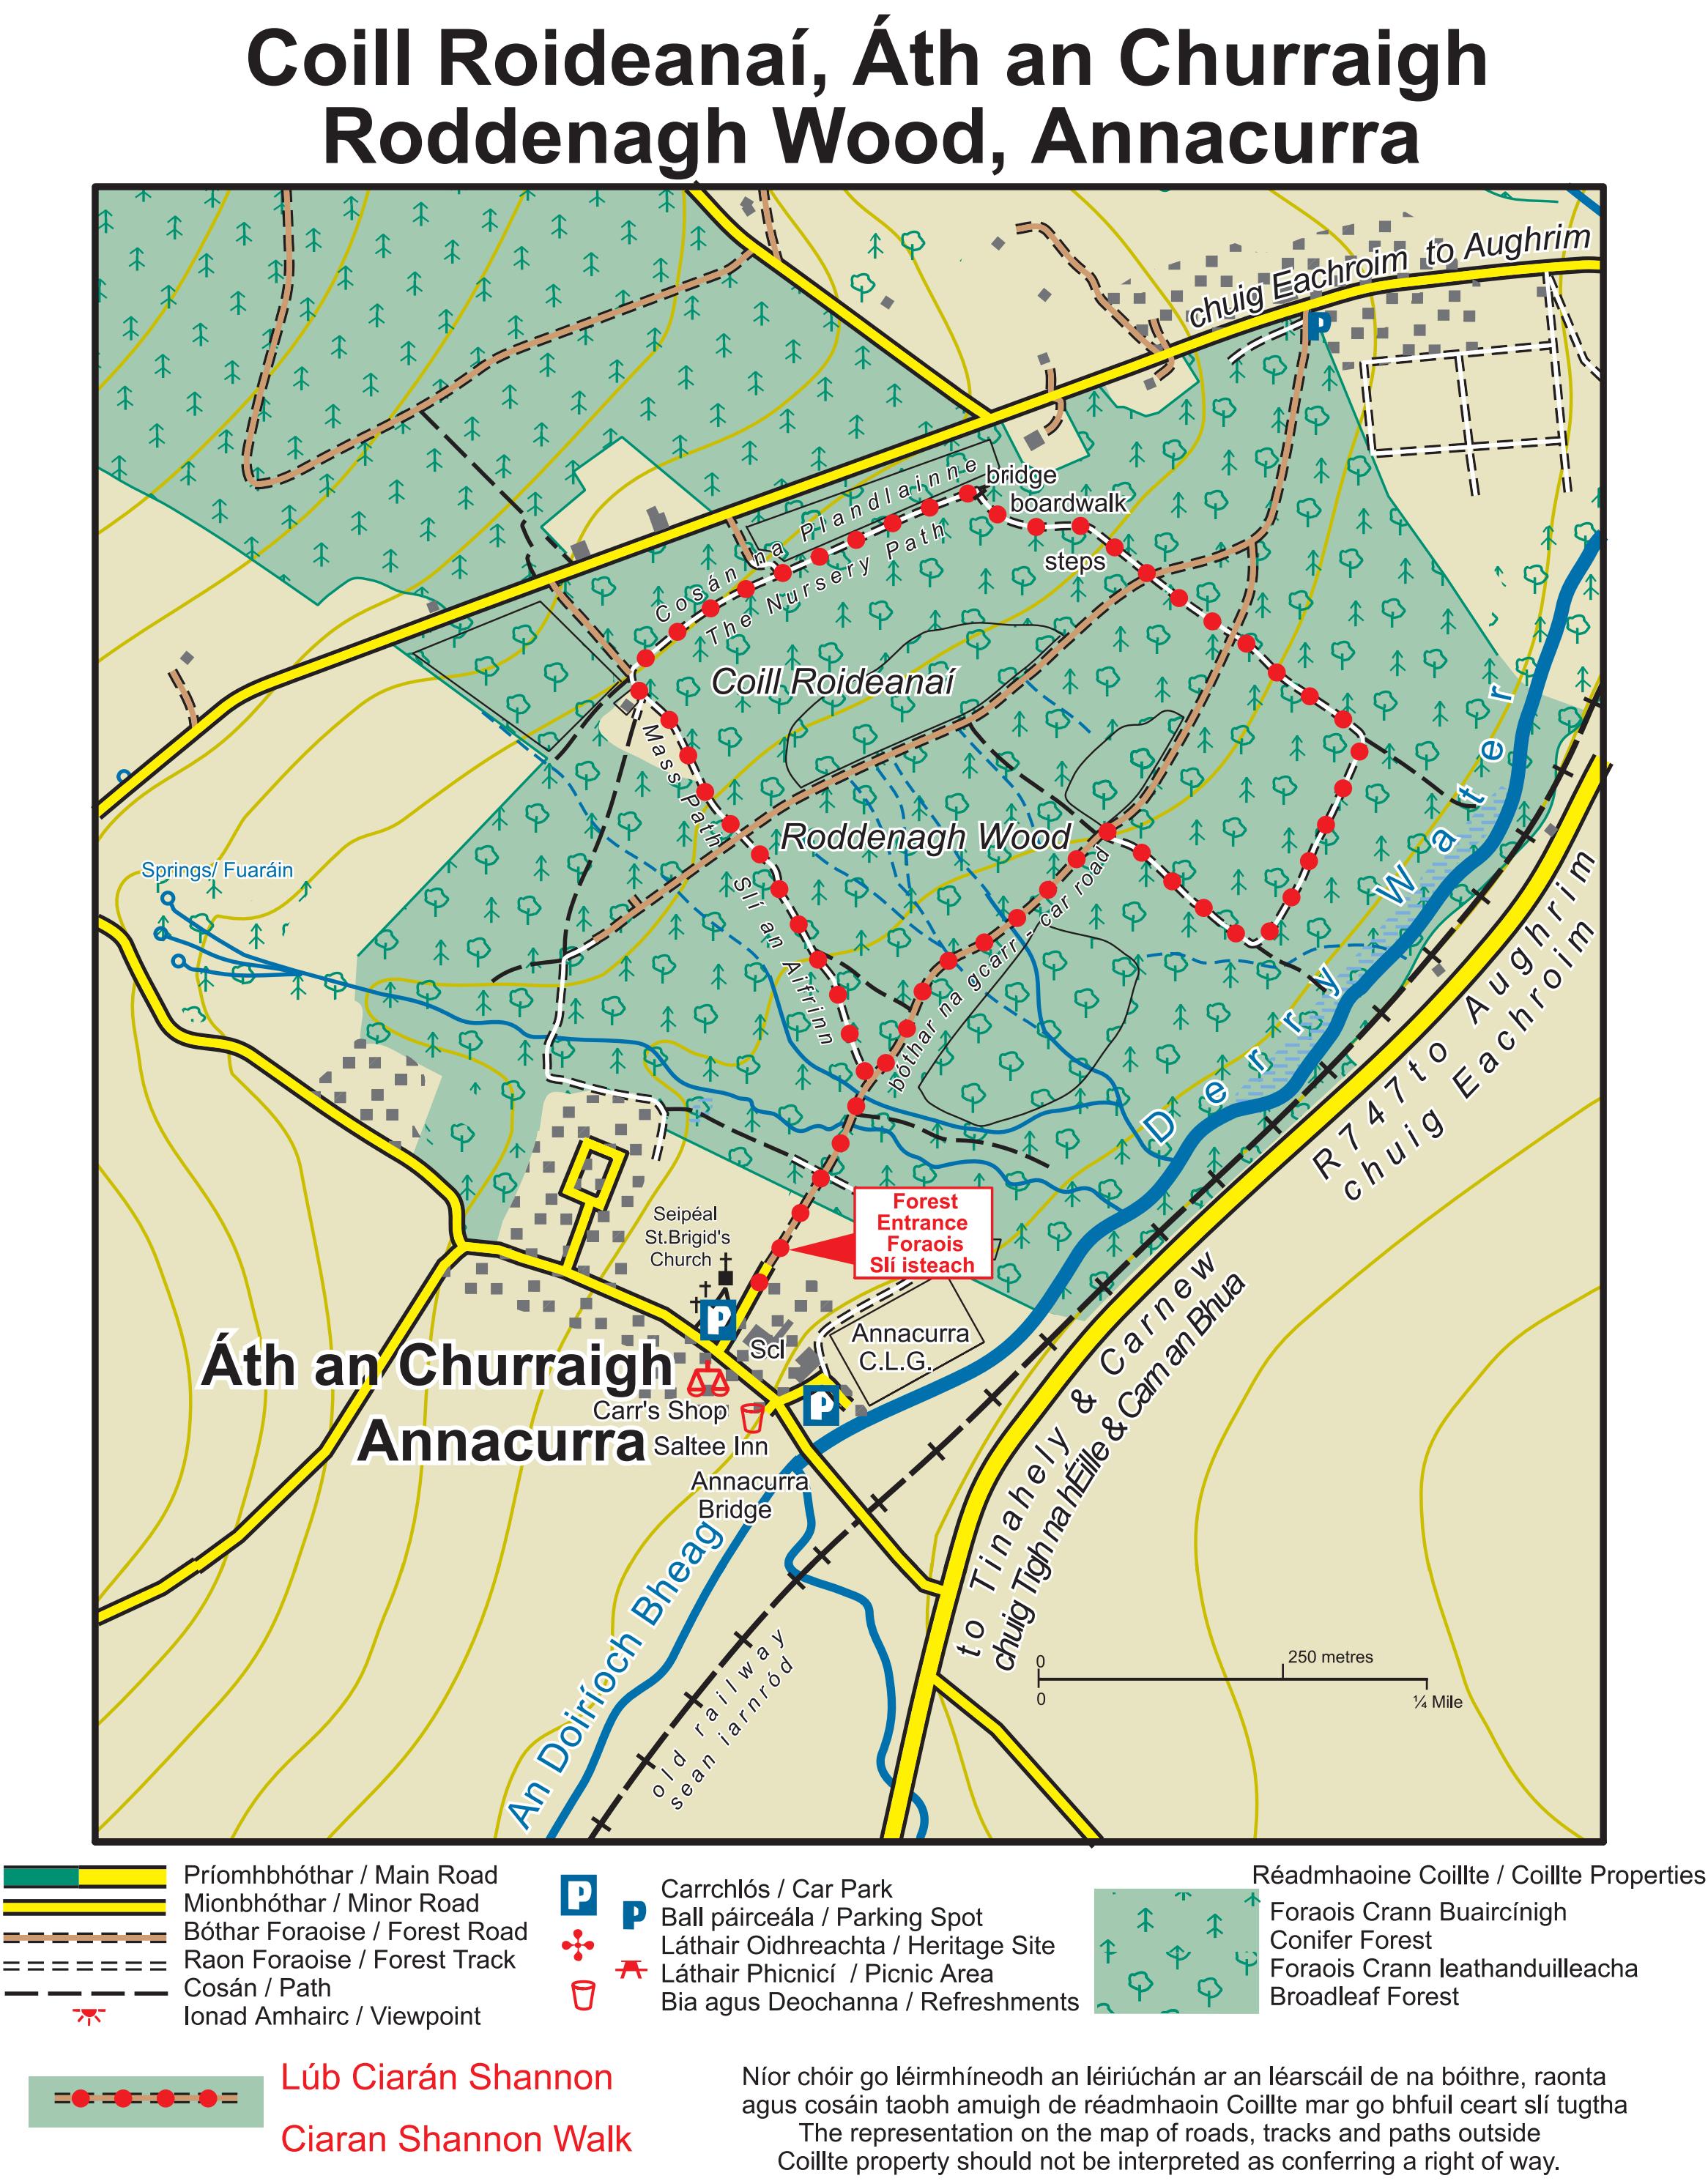 Coill Roideanaí, Áth an Churraigh
Roddenagh Wood, Annacurra
chuig Eachroim to Aughrim
P
bridge
boardwalk
steps
Cosán na Plandlainne
The Nursery Path
Coill Roideanaí
Mass Path
Slí an Aifrinn
Roddenagh Wood
bóthar na gcarr - car road
Springs/ Fuaráin
Derry Water
R747 to Aughrim
chuig Eachroim
Forest
Entrance
Foraois
Slí isteach
Seipéal
St.Brigid's
Church
P
Scl
Annacurra
C.L.G.
P
Áth an Churraigh
Annacurra
Carr's Shop
Saltee Inn
Annacurra
Bridge
to Tinahely & Carnew
chuig Tigh na hÉille & Carn an Bhua
An Doiríoch Bheag
old railway
sean iarnród
0
250 metres
0
¼ Mile
Príomhbhóthar / Main Road
Mionbhóthar / Minor Road
Bóthar Foraoise / Forest Road
Raon Foraoise / Forest Track
Cosán / Path
Ionad Amhairc / Viewpoint
P
P
Carrchlós / Car Park
Ball páirceála / Parking Spot
Láthair Oidhreachta / Heritage Site
Láthair Phicnicí / Picnic Area
Bia agus Deochanna / Refreshments
Réadmhaoine Coillte / Coillte Properties
Foraois Crann Buaircínigh
Conifer Forest
Foraois Crann leathanduilleacha
Broadleaf Forest
Lúb Ciarán Shannon
Ciaran Shannon Walk
Níor chóir go léirmhíneodh an léiriúchán ar an léarscáil de na bóithre, raonta
agus cosáin taobh amuigh de réadmhaoin Coillte mar go bhfuil ceart slí tugtha
The representation on the map of roads, tracks and paths outside
Coillte property should not be interpreted as conferring a right of way.